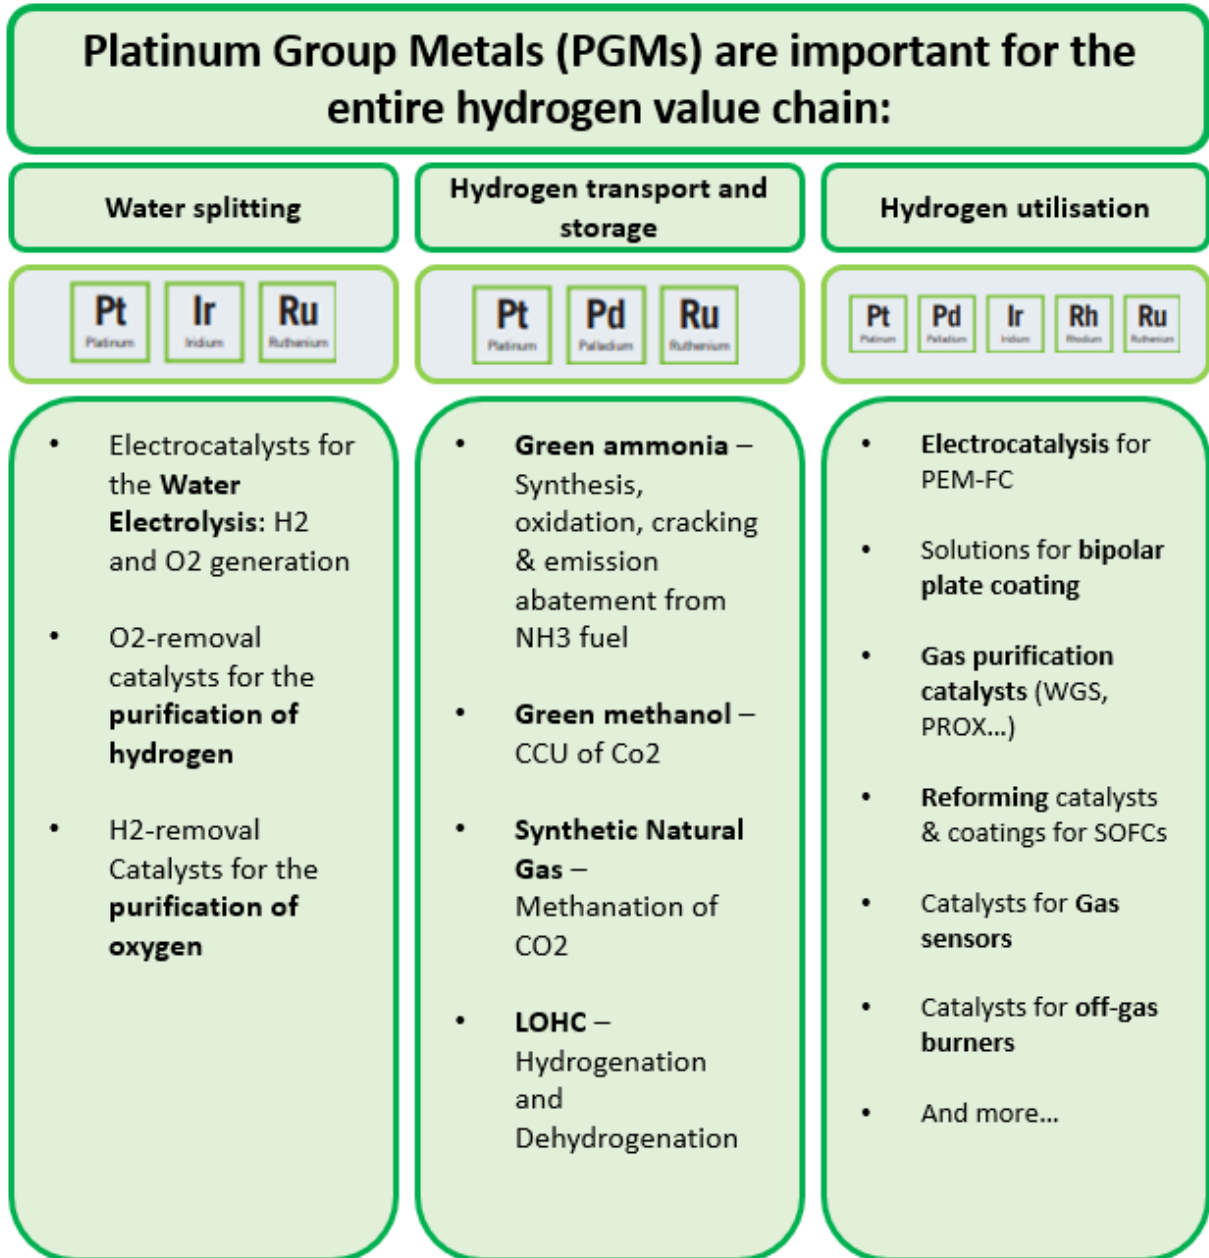 Platinum Group Metals (PGMs) are important for the
entire hydrogen value chain:
Water splitting
Pt
Platinum
Ir
Iridium
Ru
Ruthenium
• Electrocatalysts for
the Water
Electrolysis: H2
and O2 generation
• O2-removal
catalysts for the
purification of
hydrogen
• H2-removal
Catalysts for the
purification of
oxygen
Hydrogen transport and
storage
Pt
Platinum
Pd
Palladium
Ru
Ruthenium
• Green ammonia –
Synthesis,
oxidation, cracking
& emission
abatement from
NH3 fuel
• Green methanol –
CCU of Co2
• Synthetic Natural
Gas –
Methanation of
CO2
• LOHC –
Hydrogenation
and
Dehydrogenation
Hydrogen utilisation
Pt
Platinum
Pd
Palladium
Ir
Iridium
Rh
Rhodium
Ru
Ruthenium
• Electrocatalysis for
PEM-FC
• Solutions for bipolar
plate coating
• Gas purification
catalysts (WGS,
PROX...)
• Reforming catalysts
& coatings for SOFCs
• Catalysts for Gas
sensors
• Catalysts for off-gas
burners
• And more...